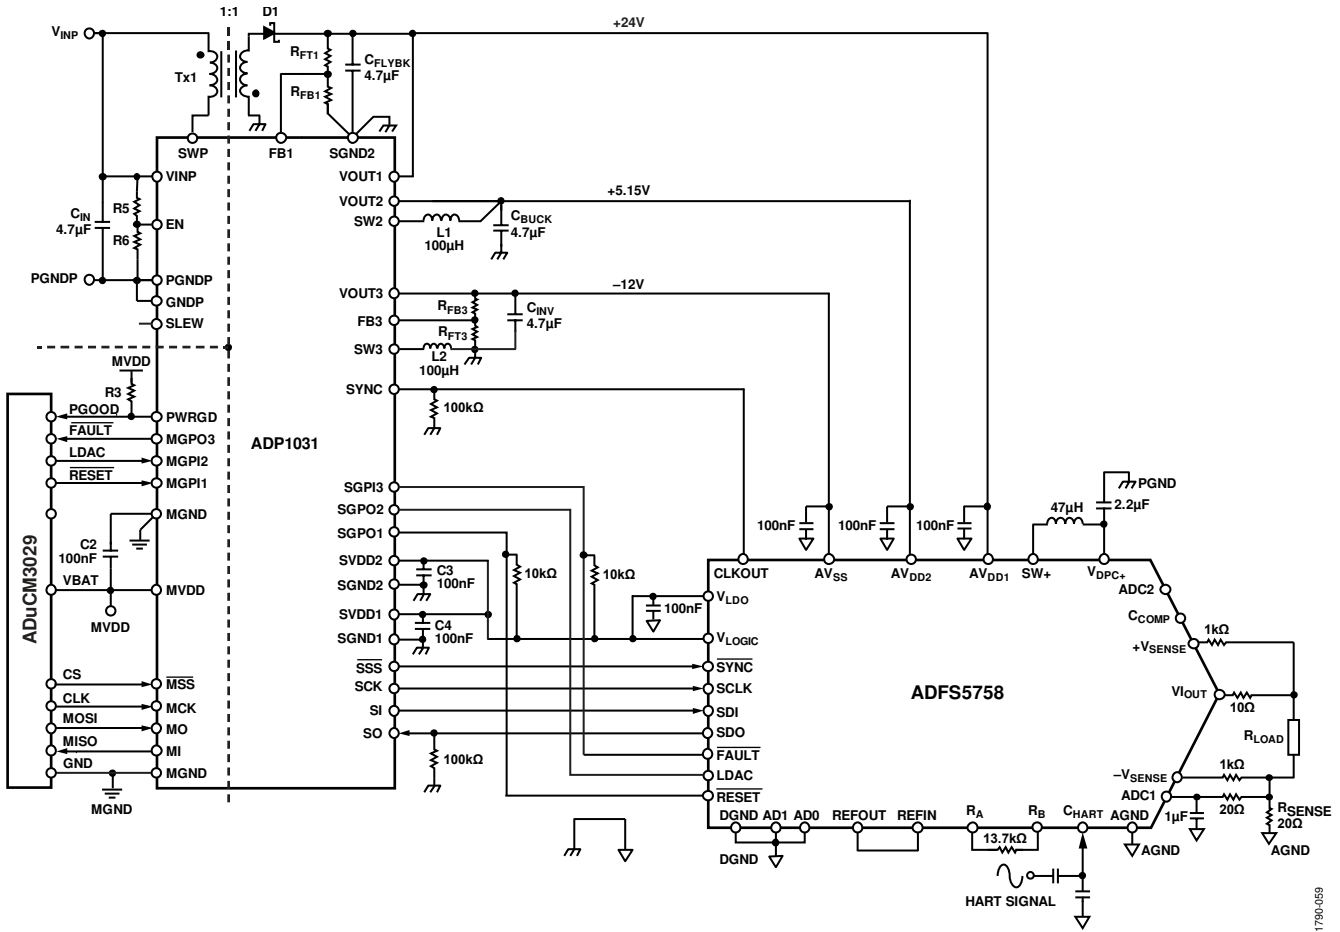 1:1
D1
+24V
VINP
Tx1
RFT1
RFB1
CFLYBK
4.7µF
SWP
FB1
SGND2
VINP
CIN
4.7µF
R5
R6
EN
PGNDP
PGNDP
GNDP
SLEW
VOUT1
VOUT2
+5.15V
SW2
L1
100µH
CBUCK
4.7µF
VOUT3
–12V
FB3
RFB3
RFT3
CINV
4.7µF
SW3
L2
100µH
SYNC
100kΩ
MVDD
R3
ADuCM3029
PGOOD
FAULT
LDAC
RESET
C2
100nF
VBAT
MVDD
CS
CLK
MOSI
MISO
GND
MGND
PWRGD
MGPO3
MGPI2
MGPI1
MGND
MVDD
MSS
MCK
MO
MI
MGND
ADP1031
SGPI3
SGPO2
SGPO1
SVDD2
SGND2
SVDD1
SGND1
SSS
SCK
SI
SO
C3
100nF
C4
100nF
10kΩ
10kΩ
100kΩ
100nF
100nF
100nF
100nF
47µH
2.2µF
PGND
CLKOUT
AVSS
AVDD2
AVDD1
SW+
VDPC+
VLDO
VLOGIC
SYNC
SCLK
SDI
SDO
FAULT
LDAC
RESET
ADFS5758
ADC2
CCOMP
+VSENSE
1kΩ
VIOUT
10Ω
RLOAD
–VSENSE
1kΩ
ADC1
1µF
20Ω
RSENSE
20Ω
AGND
DGND
AD1
AD0
REFOUT
REFIN
RA
RB
CHART
AGND
DGND
13.7kΩ
AGND
HART SIGNAL
1790-059